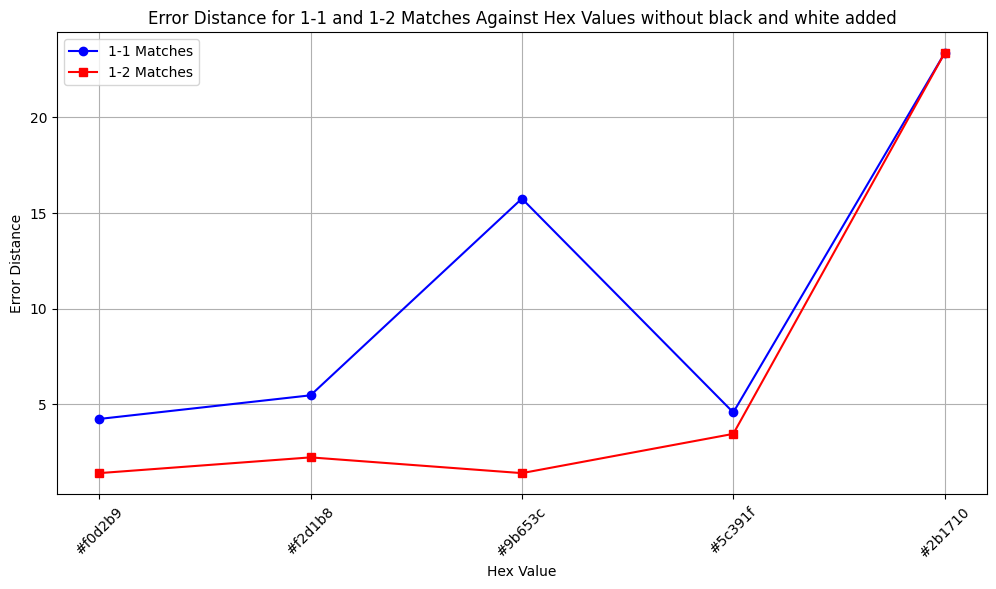 Error Distance for 1-1 and 1-2 Matches Against Hex Values without black and white added
1-1 Matches
1-2 Matches
20
15
10
5
Error Distance
#f0d2b9
#f2d1b8
#9b653c
#5c391f
#2b1710
Hex Value